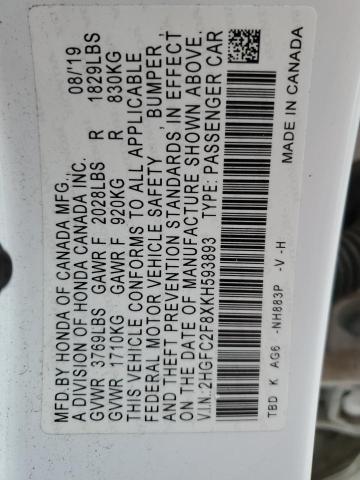 MFD.BY HONDA OF CANADA MFG., 08/'19
A DIVISION OF HONDA CANADA INC.
GVWR 3769LBS GAWR F 2028LBS R 1829LBS
GVWR 1710KG GAWR F 920KG R 830KG
THIS VEHICLE CONFORMS TO ALL APPLICABLE
FEDERAL MOTOR VEHICLE SAFETY, BUMPER,
AND THEFT PREVENTION STANDARDS, IN EFFECT
ON THE DATE OF MANUFACTURE SHOWN ABOVE.
V.I.N.: 2HGFC2F8XKH593893 TYPE: PASSENGER CAR
TBD K AG6 -NH883P -V -H
MADE IN CANADA